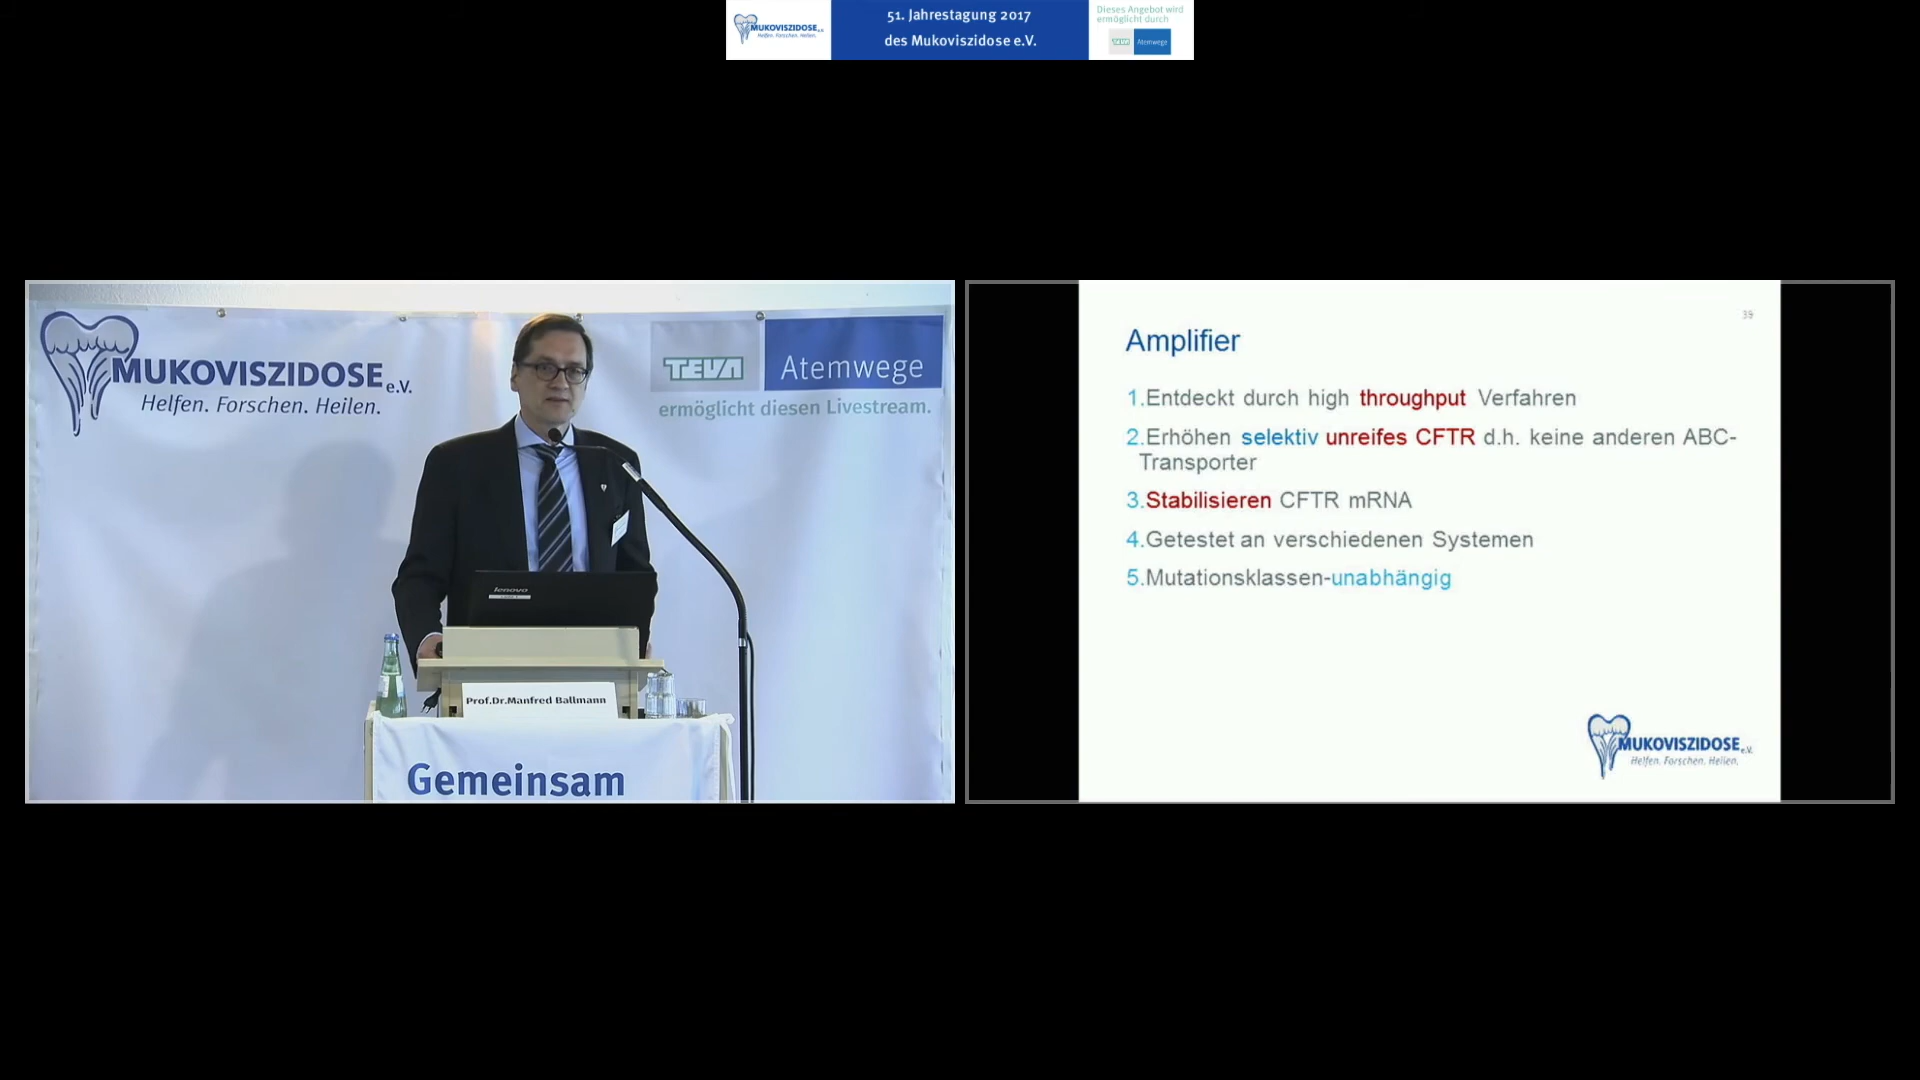 MUKOVISZIDOSE e.V.
Helfen. Forschen. Heilen.
51. Jahrestagung 2017
des Mukoviszidose e.V.
Dieses Angebot wird
ermöglicht durch
TEVA Atemwege
MUKOVISZIDOSE e.V.
Helfen. Forschen. Heilen.
TEVA Atemwege
ermöglicht diesen Livestream.
lenovo
Prof.Dr.Manfred Ballmann
Gemeinsam
39
Amplifier
1.Entdeckt durch high throughput Verfahren
2.Erhöhen selektiv unreifes CFTR d.h. keine anderen ABC-
Transporter
3.Stabilisieren CFTR mRNA
4.Getestet an verschiedenen Systemen
5.Mutationsklassen-unabhängig
MUKOVISZIDOSE e.V.
Helfen. Forschen. Heilen.